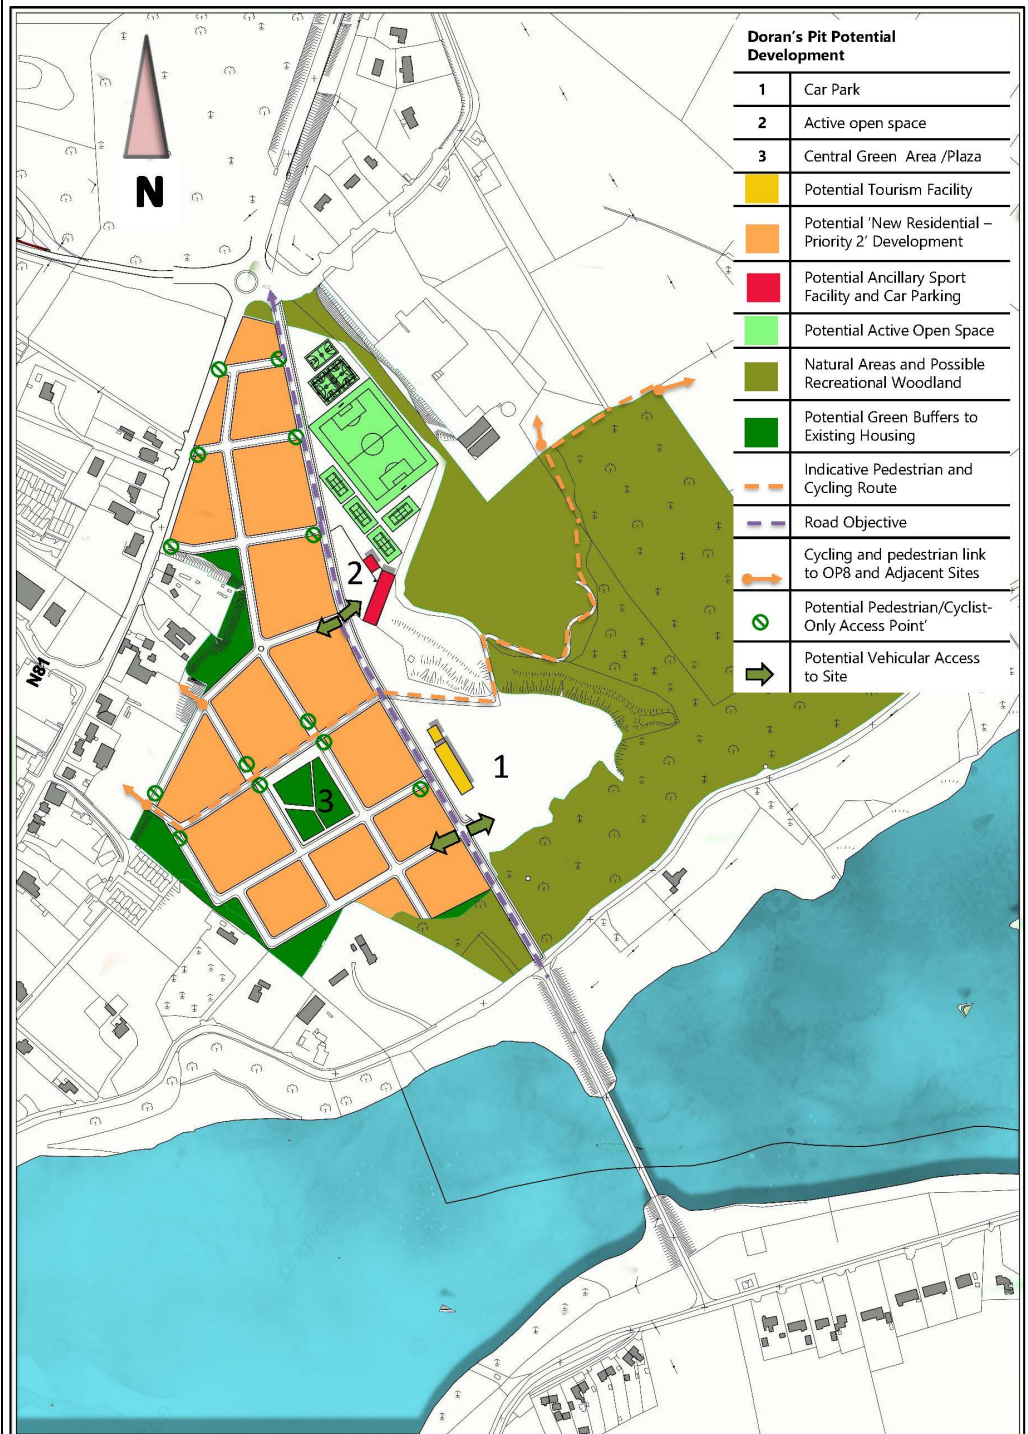 Doran's Pit Potential
Development
1 Car Park
2 Active open space
3 Central Green Area /Plaza
Potential Tourism Facility
Potential 'New Residential –
Priority 2' Development
Potential Ancillary Sport
Facility and Car Parking
Potential Active Open Space
Natural Areas and Possible
Recreational Woodland
Potential Green Buffers to
Existing Housing
Indicative Pedestrian and
Cycling Route
Road Objective
Cycling and pedestrian link
to OP8 and Adjacent Sites
Potential Pedestrian/Cyclist-
Only Access Point'
Potential Vehicular Access
to Site
N
2
N81
1
3